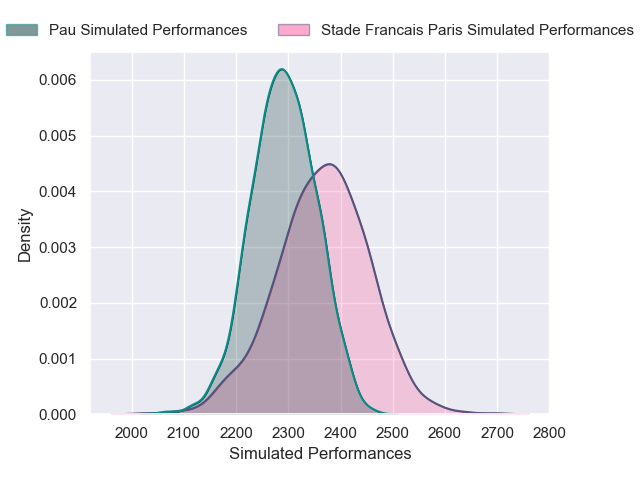 Pau Simulated Performances
Stade Francais Paris Simulated Performances
0.006
0.005
0.004
0.003
0.002
0.001
0.000
Density
2000 2100 2200 2300 2400 2500 2600 2700 2800
Simulated Performances